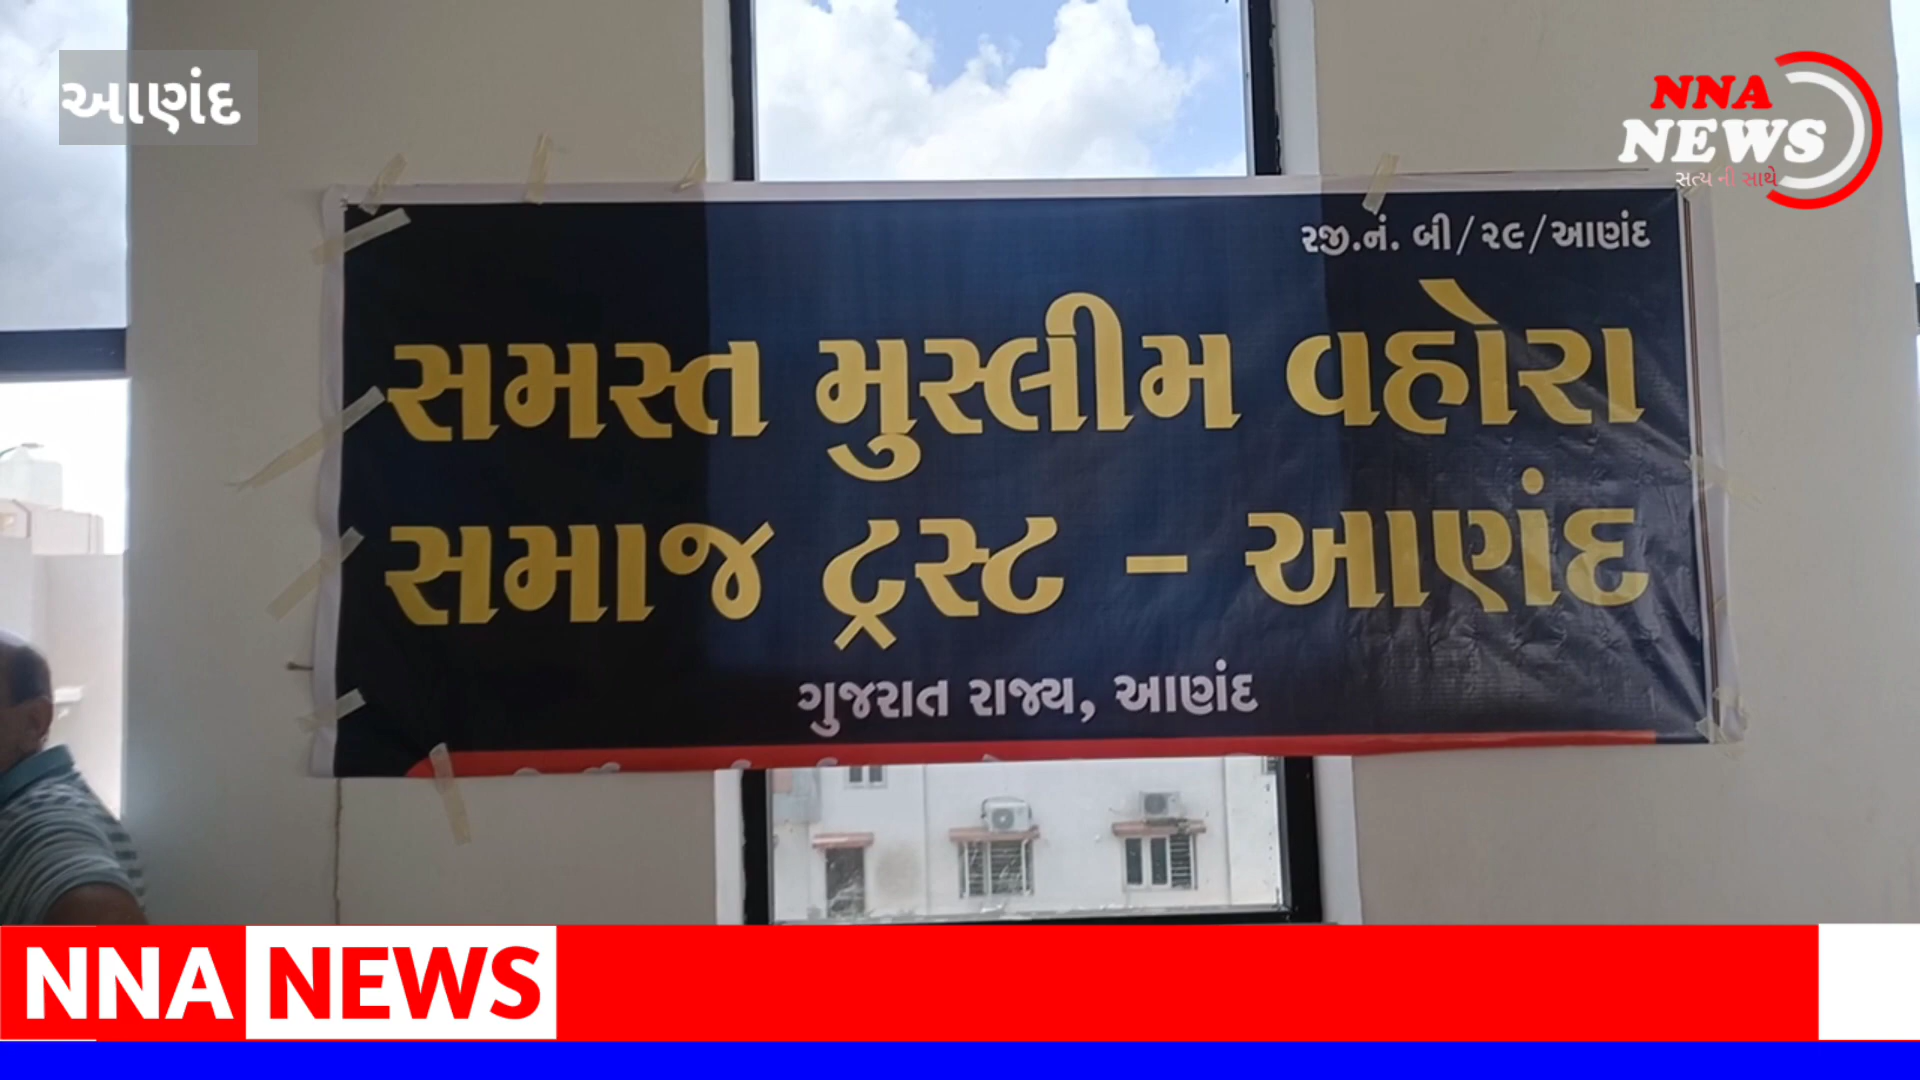 આણંદ
NNA
NEWS
સત્ય ની સાથે
રજી.નં. બી/૨૯/આણંદ
સમસ્ત મુસ્લીમ વહોરા
સમાજ ટ્રસ્ટ - આણંદ
ગુજરાત રાજ્ય, આણંદ
NNA NEWS